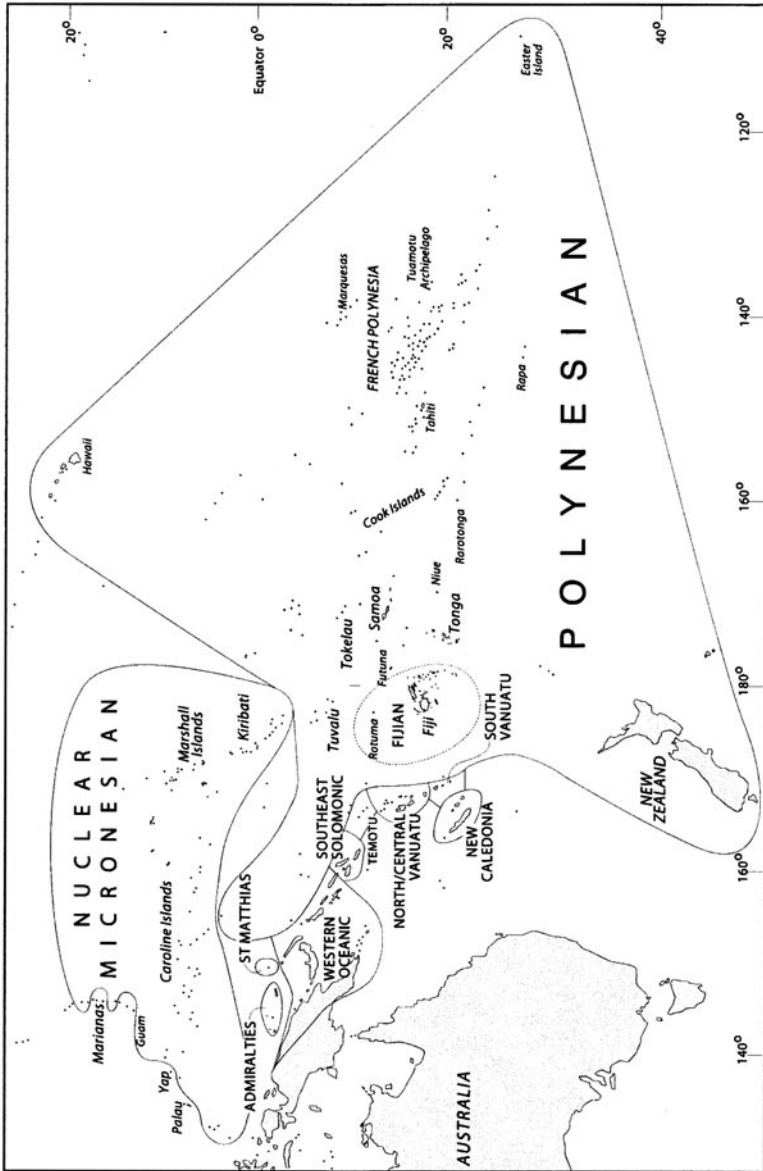 20°
Equator 0°
20°
40°
120°
140°
160°
180°
160°
140°
NUCLEAR
MICRONESIAN
Marianas
Guam
Yap
Palau
Caroline Islands
Marshall
Islands
Kiribati
Hawaii
ADMIRALTIES
ST MATTHIAS
WESTERN
OCEANIC
SOUTHEAST
SOLOMONIC
TEMOTU
NORTH/CENTRAL
VANUATU
NEW
CALEDONIA
SOUTH
VANUATU
Tuvalu
Rotuma
FIJIAN
Fiji
Futuna
Tokelau
Samoa
Niue
Tonga
Cook Islands
Rarotonga
Tahiti
FRENCH POLYNESIA
Marquesas
Tuamotu
Archipelago
Rapa
Easter
Island
POLYNESIAN
NEW
ZEALAND
AUSTRALIA